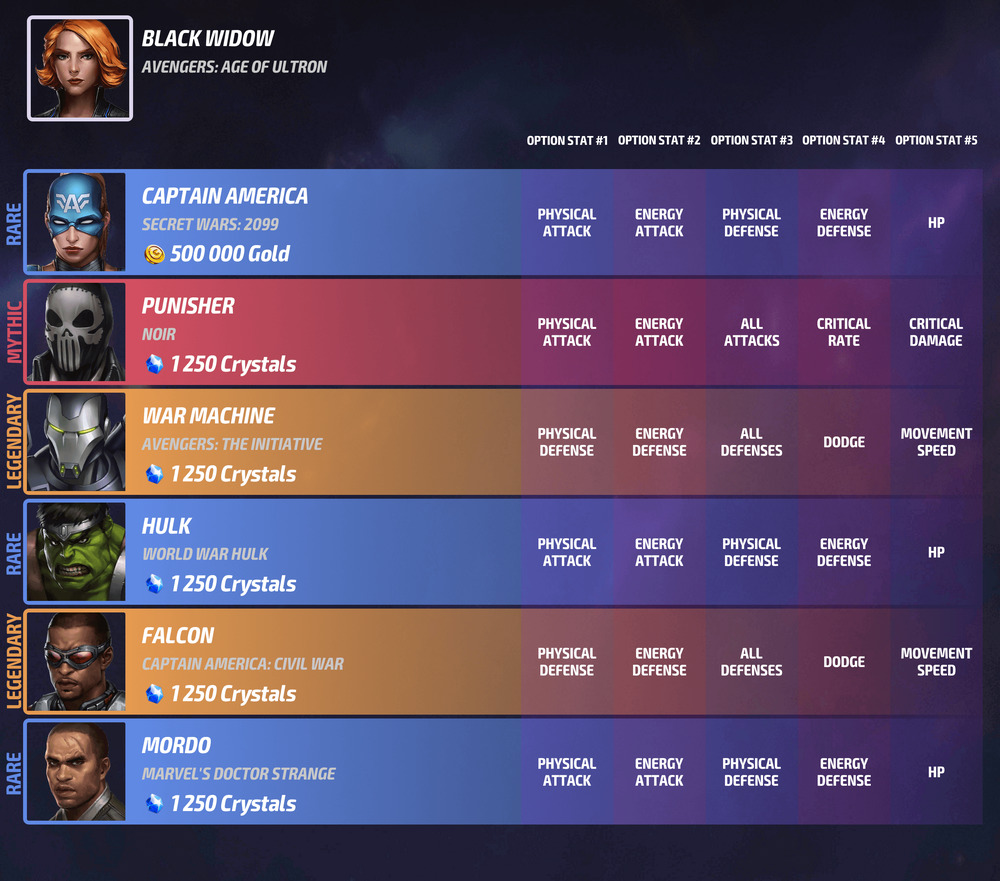 BLACK WIDOW
AVENGERS: AGE OF ULTRON
OPTION STAT #1 OPTION STAT #2 OPTION STAT #3 OPTION STAT #4 OPTION STAT #5
RARE
CAPTAIN AMERICA
SECRET WARS: 2099
500 000 Gold
PHYSICAL ATTACK
ENERGY ATTACK
PHYSICAL DEFENSE
ENERGY DEFENSE
HP
MYTHIC
PUNISHER
NOIR
1 250 Crystals
PHYSICAL ATTACK
ENERGY ATTACK
ALL ATTACKS
CRITICAL RATE
CRITICAL DAMAGE
LEGENDARY
WAR MACHINE
AVENGERS: THE INITIATIVE
1 250 Crystals
PHYSICAL DEFENSE
ENERGY DEFENSE
ALL DEFENSES
DODGE
MOVEMENT SPEED
RARE
HULK
WORLD WAR HULK
1 250 Crystals
PHYSICAL ATTACK
ENERGY ATTACK
PHYSICAL DEFENSE
ENERGY DEFENSE
HP
LEGENDARY
FALCON
CAPTAIN AMERICA: CIVIL WAR
1 250 Crystals
PHYSICAL DEFENSE
ENERGY DEFENSE
ALL DEFENSES
DODGE
MOVEMENT SPEED
RARE
MORDO
MARVEL'S DOCTOR STRANGE
1 250 Crystals
PHYSICAL ATTACK
ENERGY ATTACK
PHYSICAL DEFENSE
ENERGY DEFENSE
HP